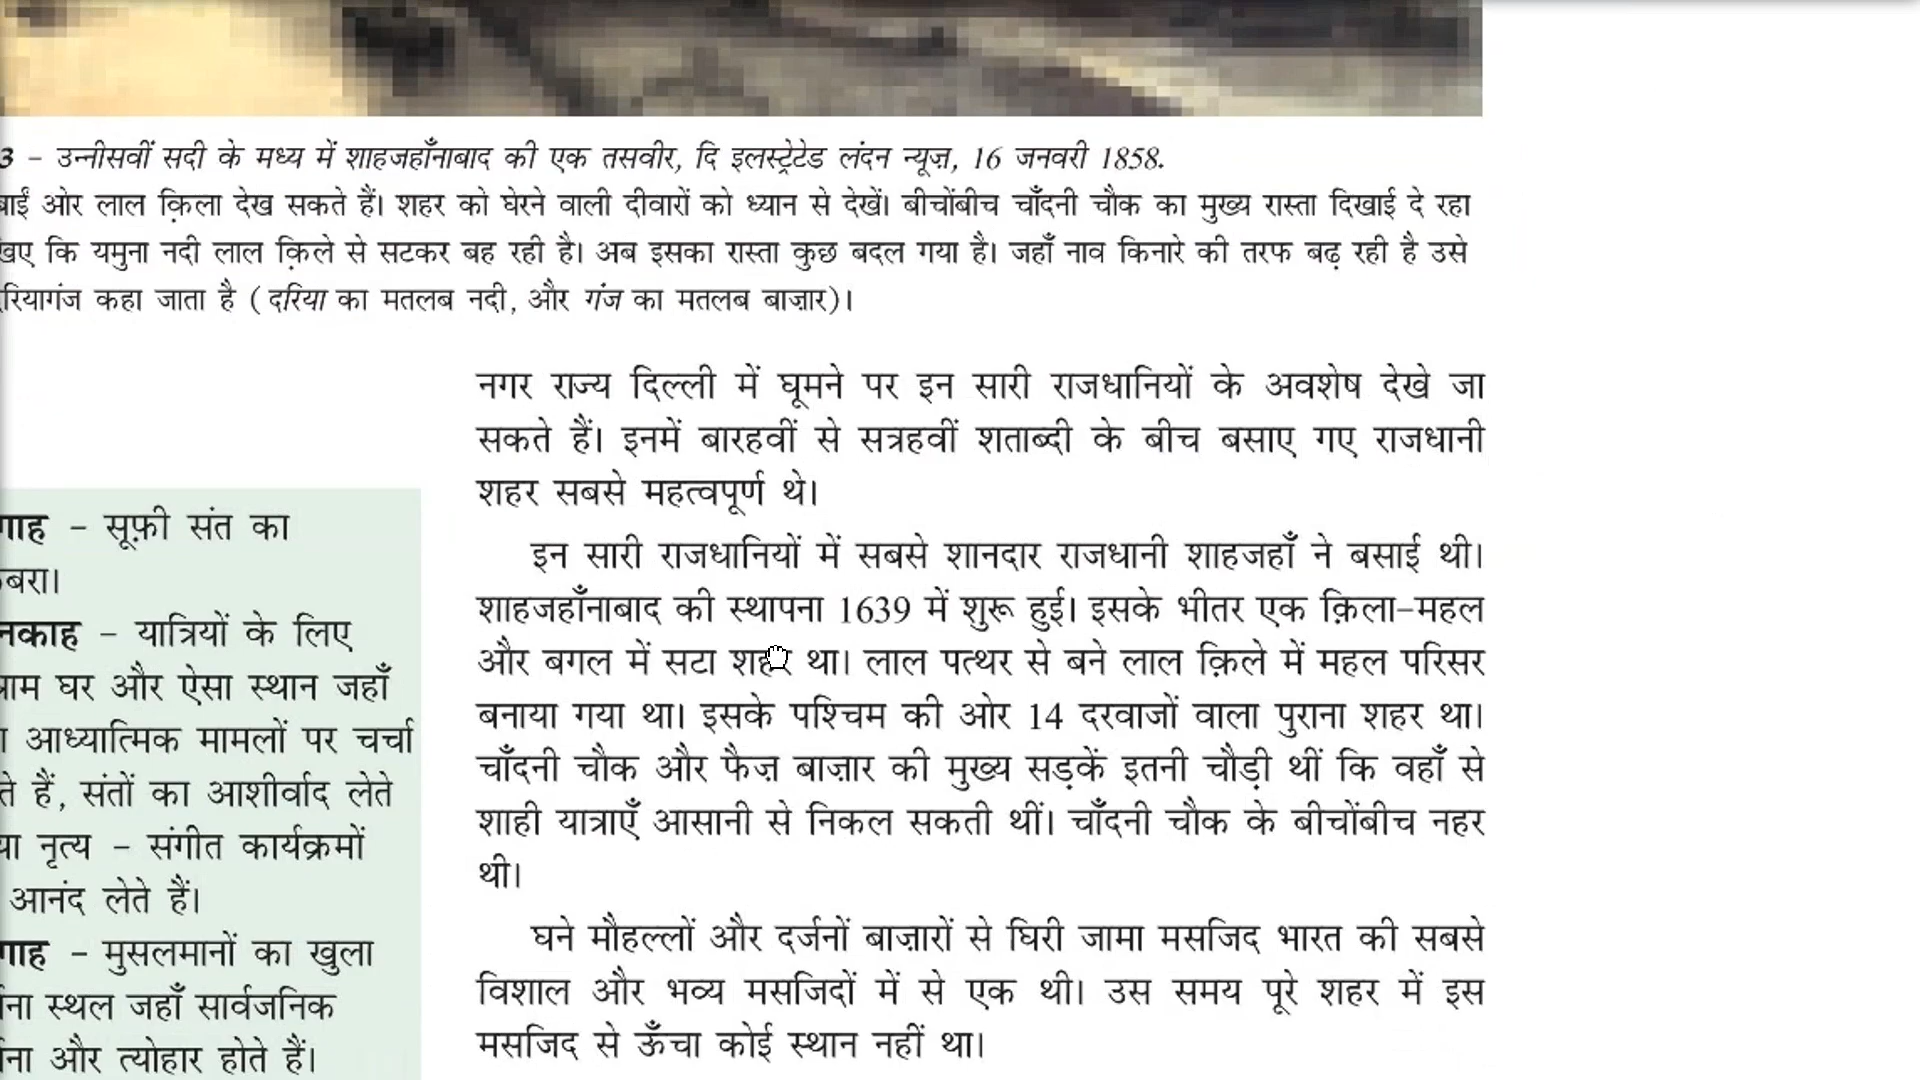 3 – उन्नीसवीं सदी के मध्य में शाहजहाँनाबाद की एक तसवीर, दि इलस्ट्रेटेड लंदन न्यूज़, 16 जनवरी 1858.
ओर लाल क़िला देख सकते हैं। शहर को घेरने वाली दीवारों को ध्यान से देखें। बीचोंबीच चाँदनी चौक का मुख्य रास्ता दिखाई दे रहा
कि यमुना नदी लाल क़िले से सटकर बह रही है। अब इसका रास्ता कुछ बदल गया है। जहाँ नाव किनारे की तरफ बढ़ रही है उसे
कहा जाता है (दरिया का मतलब नदी, और गंज का मतलब बाज़ार)।
नगर राज्य दिल्ली में घूमने पर इन सारी राजधानियों के अवशेष देखे जा
सकते हैं। इनमें बारहवीं से सत्रहवीं शताब्दी के बीच बसाए गए राजधानी
शहर सबसे महत्वपूर्ण थे।
इन सारी राजधानियों में सबसे शानदार राजधानी शाहजहाँ ने बसाई थी।
शाहजहाँनाबाद की स्थापना 1639 में शुरू हुई। इसके भीतर एक क़िला–महल
और बगल में सटा शहर था। लाल पत्थर से बने लाल क़िले में महल परिसर
बनाया गया था। इसके पश्चिम की ओर 14 दरवाजों वाला पुराना शहर था।
चाँदनी चौक और फैज़ बाज़ार की मुख्य सड़कें इतनी चौड़ी थीं कि वहाँ से
शाही यात्राएँ आसानी से निकल सकती थीं। चाँदनी चौक के बीचोंबीच नहर
थी।
घने मौहल्लों और दर्जनों बाज़ारों से घिरी जामा मसजिद भारत की सबसे
विशाल और भव्य मसजिदों में से एक थी। उस समय पूरे शहर में इस
मसजिद से ऊँचा कोई स्थान नहीं था।
गाह – सूफ़ी संत का
बरा।
नकाह – यात्रियों के लिए
घर और ऐसा स्थान जहाँ
आध्यात्मिक मामलों पर चर्चा
ते हैं, संतों का आशीर्वाद लेते
नृत्य – संगीत कार्यक्रमों
आनंद लेते हैं।
गाह – मुसलमानों का खुला
स्थल जहाँ सार्वजनिक
और त्योहार होते हैं।